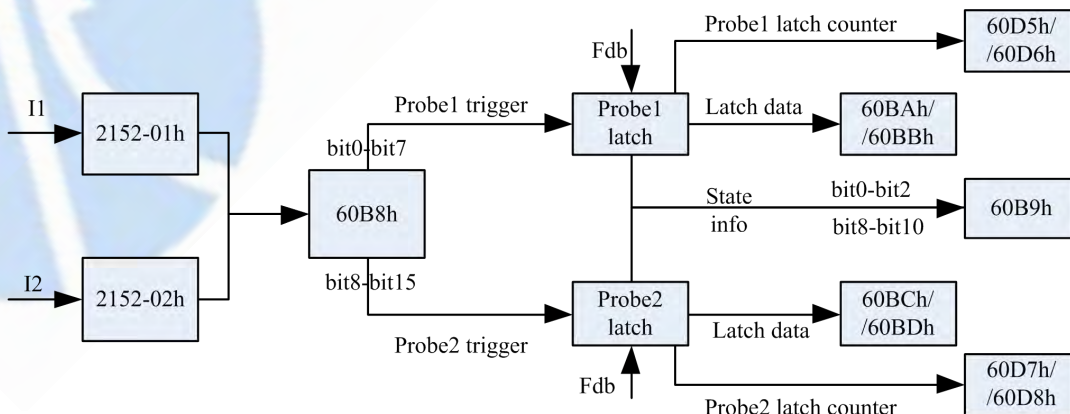 Probe1 latch counter
60D5h/
/60D6h
Fdb
I1
2152-01h
Probe1 trigger
Probe1
latch
Latch data
60BAh/
/60BBh
bit0-bit7
60B8h
State
info
bit0-bit2
bit8-bit10
60B9h
I2
2152-02h
bit8-bit15
Probe2
latch
Latch data
60BCh/
/60BDh
Probe2 trigger
Fdb
Probe2 latch counter
60D7h/
/60D8h